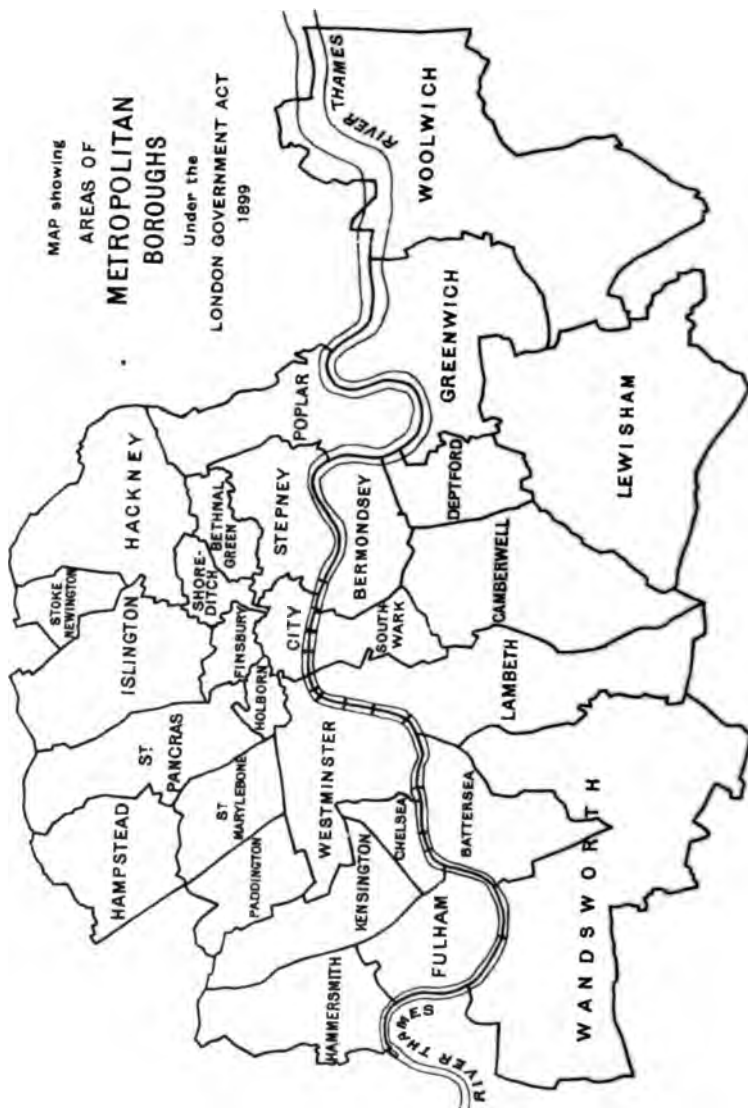 MAP showing
AREAS OF
METROPOLITAN
BOROUGHS
Under the
LONDON GOVERNMENT ACT
1899
HAMPSTEAD
ST.
PANCRAS
ISLINGTON
STOKE
NEWINGTON
HACKNEY
ST
MARYLEBONE
PADDINGTON
HOLBORN
FINSBURY
SHORE-
DITCH
BETHNAL
GREEN
HAMMERSMITH
KENSINGTON
WESTMINSTER
CITY
STEPNEY
POPLAR
RIVER THAMES
FULHAM
CHELSEA
BATTERSEA
SOUTH
WARK
BERMONDSEY
RIVER THAMES
WANDSWORTH
LAMBETH
CAMBERWELL
DEPTFORD
GREENWICH
WOOLWICH
LEWISHAM